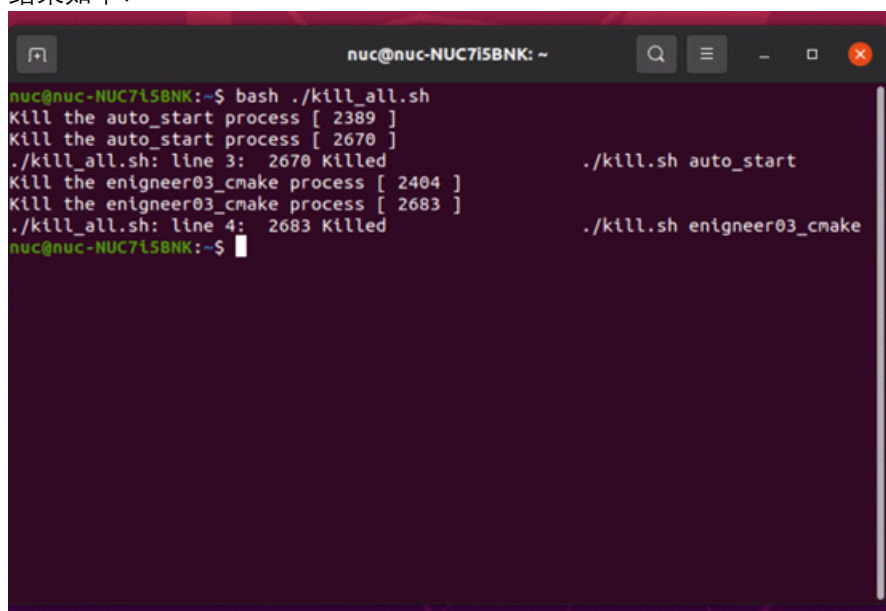 nuc@nuc-NUC7i5BNK: ~
nuc@nuc-NUC7i5BNK:~$ bash ./kill_all.sh
Kill the auto_start process [ 2389 ]
Kill the auto_start process [ 2670 ]
./kill_all.sh: line 3:  2670 Killed                  ./kill.sh auto_start
Kill the enigneer03_cmake process [ 2404 ]
Kill the enigneer03_cmake process [ 2683 ]
./kill_all.sh: line 4:  2683 Killed                  ./kill.sh enigneer03_cmake
nuc@nuc-NUC7i5BNK:~$